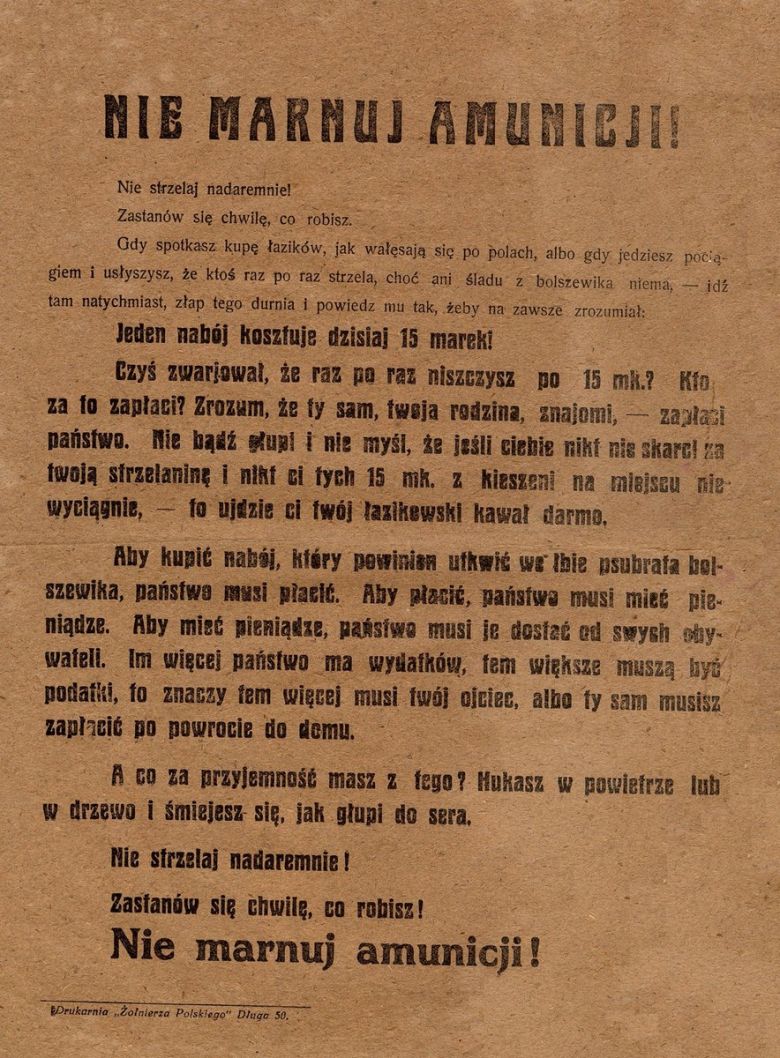 NIE MARNUJ AMUNICJI!
Nie strzelaj nadaremnie!
Zastanów się chwilę, co robisz.
Gdy spotkasz kupę łazików, jak wałęsają się po polach, albo gdy jedziesz pocią-
giem i usłyszysz, że ktoś raz po raz strzela, choć ani śladu z bolszewika niema, — idź
tam natychmiast, złap tego durnia i powiedz mu tak, żeby na zawsze zrozumiał:
Jeden nabój kosztuje dzisiaj 15 marek!
Czyś zwarjował, że raz po raz niszczysz po 15 mk.? Kto
za to zapłaci? Zrozum, że ty sam, twoja rodzina, znajomi, — zapłaci
państwo. Nie bądź głupi i nie myśl, że jeśli ciebie nikt nie skarci za
twoją strzelaninę i nikt ci tych 15 mk. z kieszeni na miejscu nie
wyciągnie, — to ujdzie ci twój łazikowski kawał darmo.
Aby kupić nabój, który powinien utkwić we łbie psubrata bol-
szewika, państwo musi płacić. Aby płacić, państwo musi mieć pie-
niądze. Aby mieć pieniądze, państwo musi je dostać od swych oby-
wateli. Im więcej państwo ma wydatków, tem większe muszą być
podatki, to znaczy tem więcej musi twój ojciec, albo ty sam musisz
zapłacić po powrocie do domu.
A co za przyjemność masz z tego? Hukasz w powietrze lub
w drzewo i śmiejesz się, jak głupi do sera.
Nie strzelaj nadaremnie!
Zastanów się chwilę, co robisz!
Nie marnuj amunicji!
Drukarnia „Żołnierza Polskiego" Długa 50.